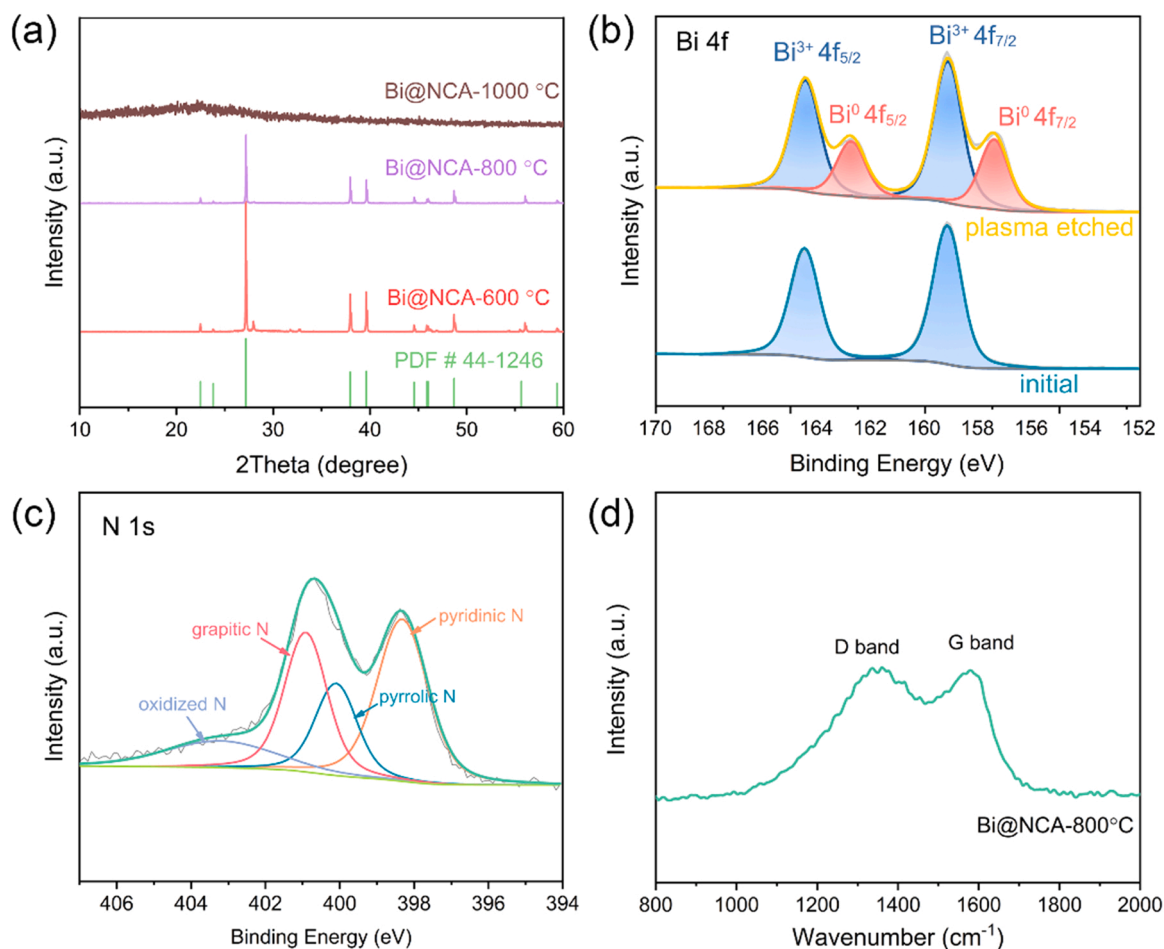 (a)
Bi@NCA-1000 °C
Bi@NCA-800 °C
Bi@NCA-600 °C
PDF # 44-1246
Intensity (a.u.)
10 20 30 40 50 60
2Theta (degree)
(b)
Bi 4f
Bi³⁺ 4f₅/₂
Bi³⁺ 4f₇/₂
Bi⁰ 4f₅/₂
Bi⁰ 4f₇/₂
plasma etched
initial
Intensity (a.u.)
170 168 166 164 162 160 158 156 154 152
Binding Energy (eV)
(c)
N 1s
grapitic N
pyridinic N
oxidized N
pyrrolic N
Intensity (a.u.)
406 404 402 400 398 396 394
Binding Energy (eV)
(d)
D band
G band
Bi@NCA-800°C
Intensity (a.u.)
800 1000 1200 1400 1600 1800 2000
Wavenumber (cm⁻¹)